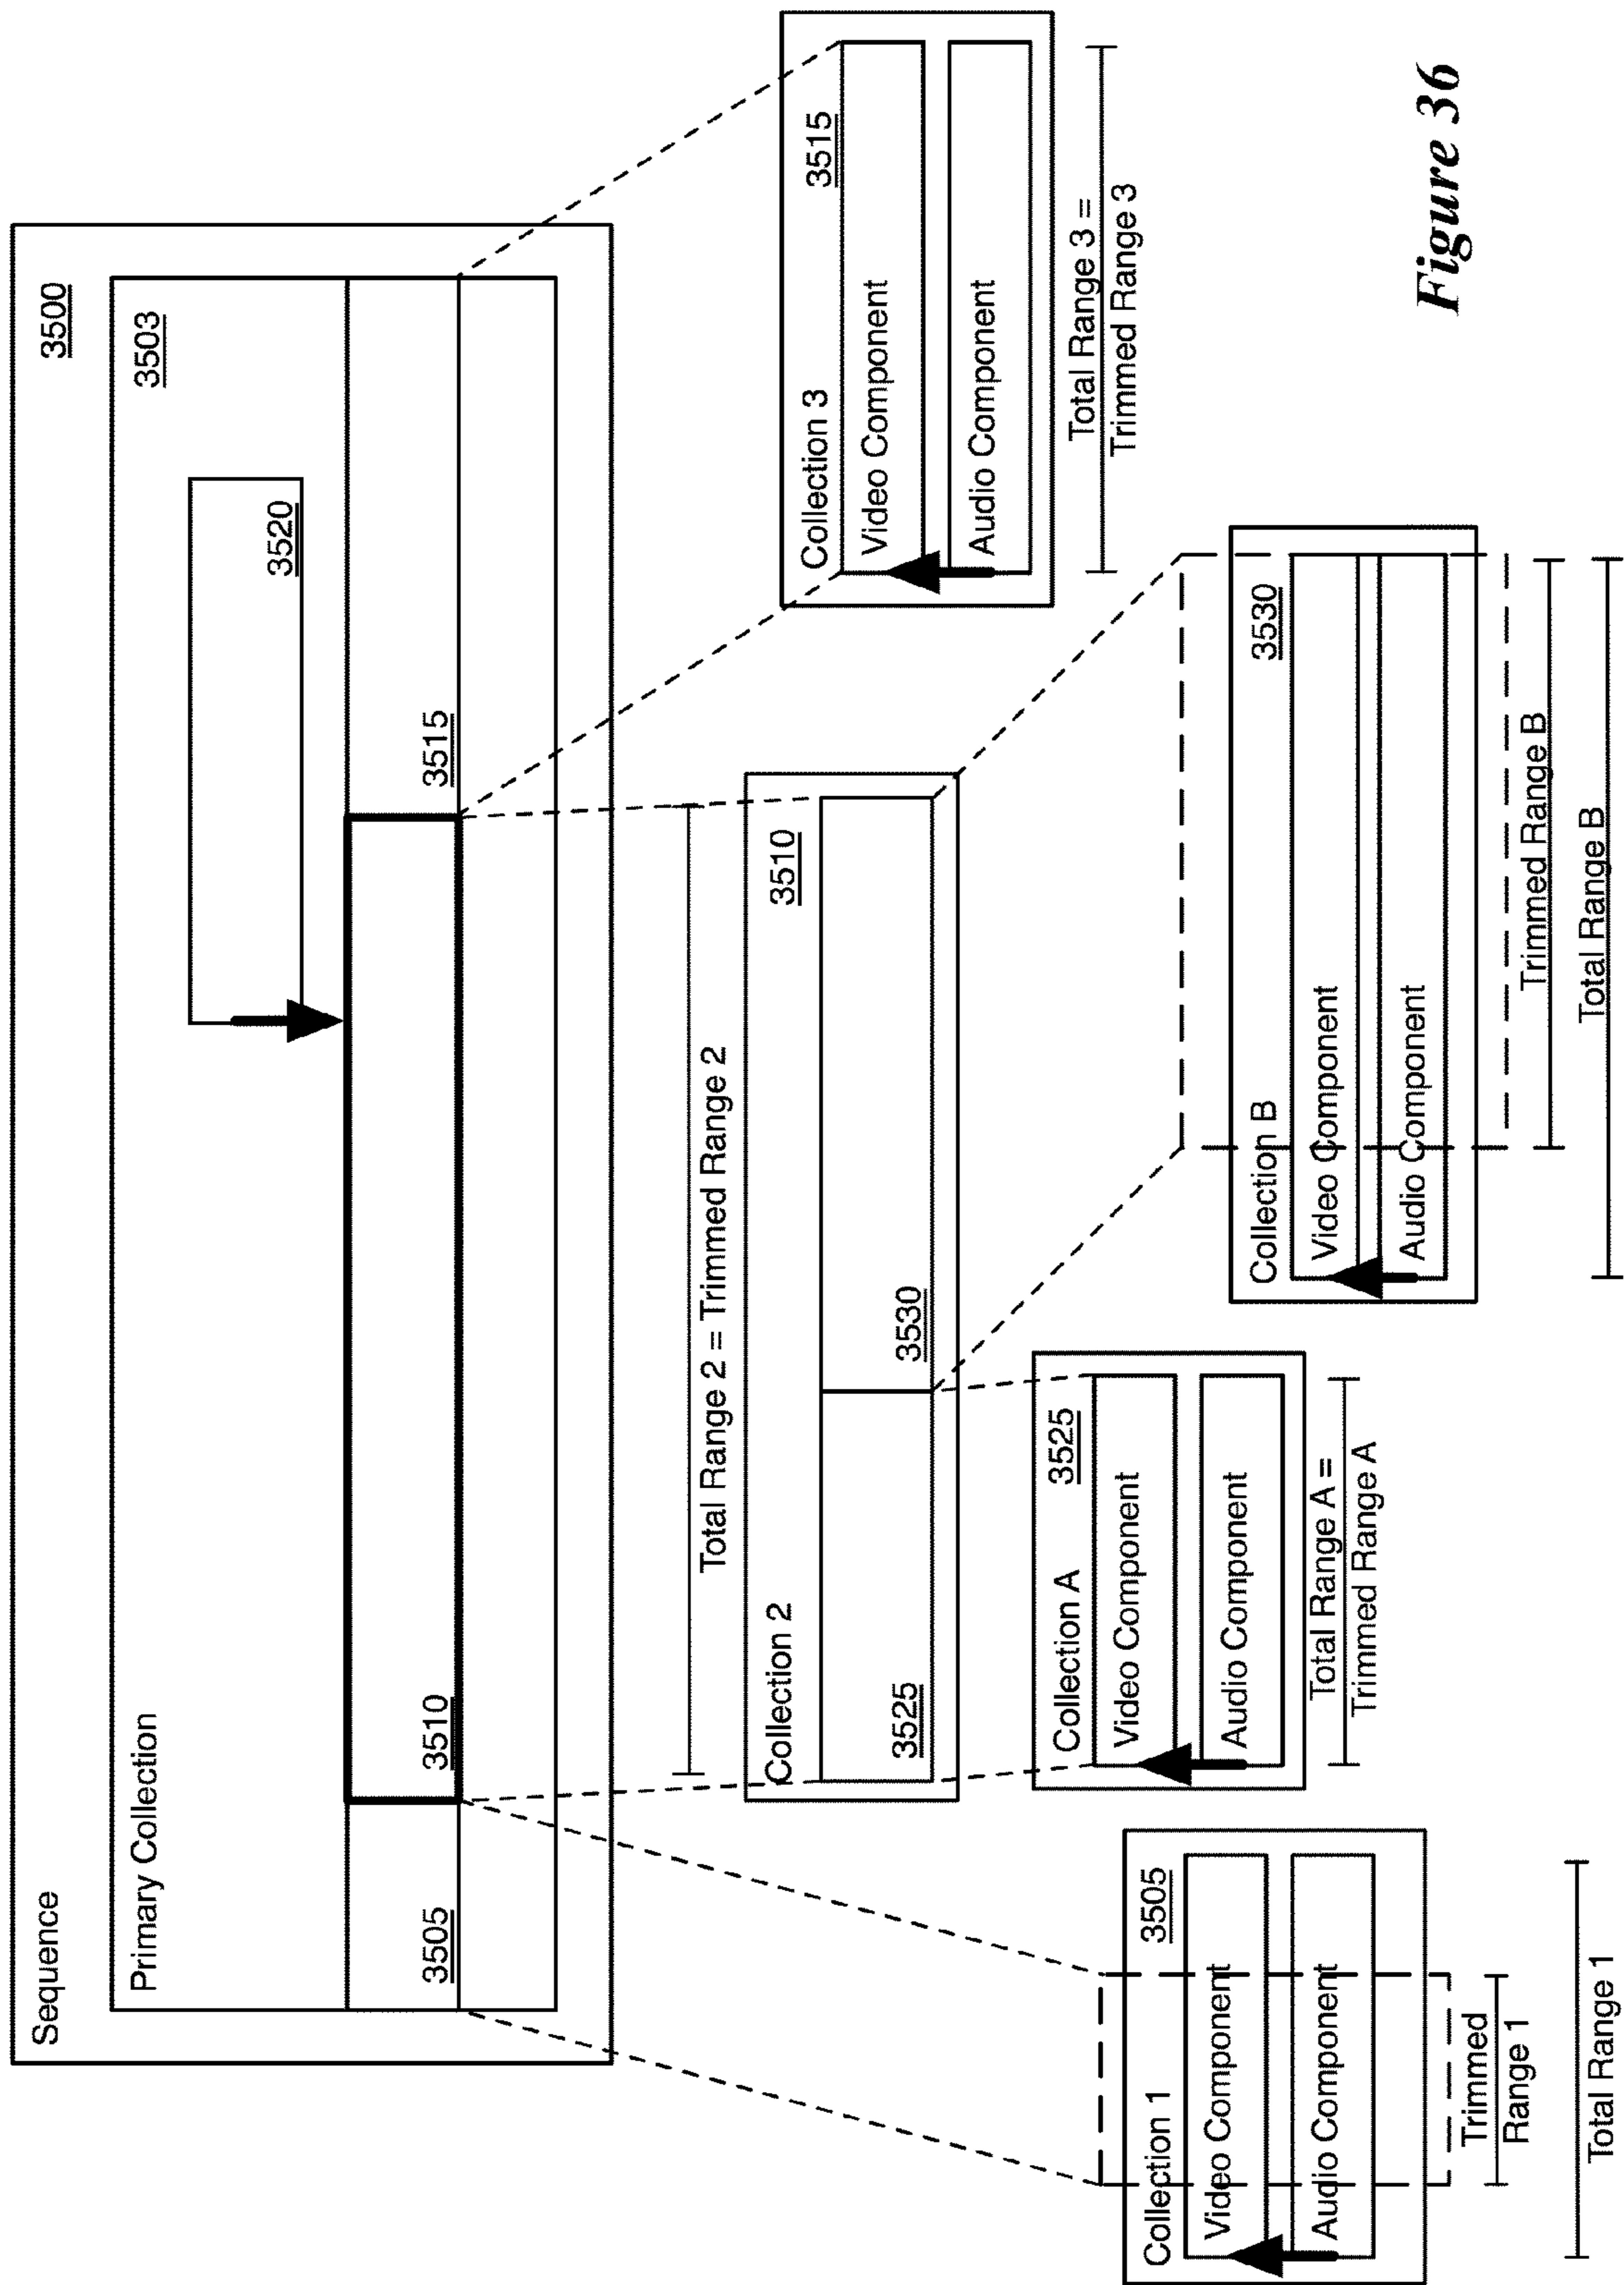 Sequence
3500
Primary Collection
3503
3520
3505
3510
3515
Total Range 2 = Trimmed Range 2
Collection 2
3510
3525
3530
Collection 3
3515
Video Component
Audio Component
Total Range 3 =
Trimmed Range 3
Collection 1
3505
Video Component
Audio Component
Trimmed
Range 1
Total Range 1
Collection A
3525
Video Component
Audio Component
Total Range A =
Trimmed Range A
Collection B
3530
Video Component
Audio Component
Trimmed Range B
Total Range B
Figure 36